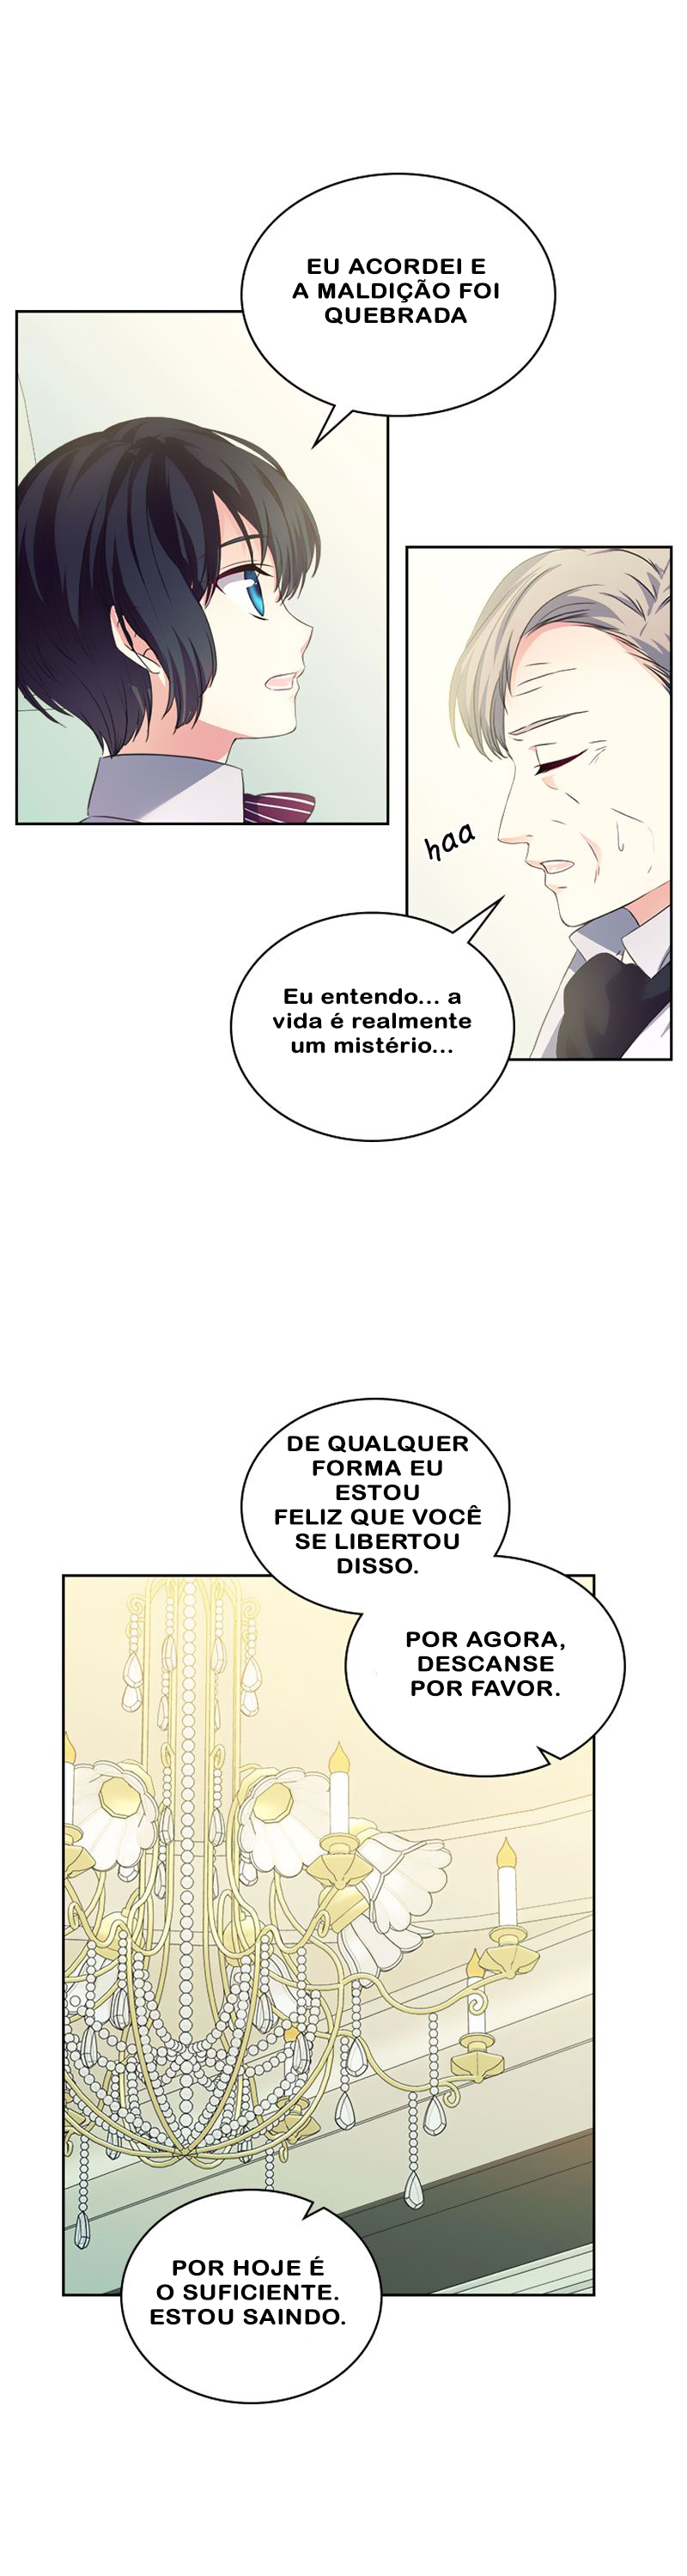 EU ACORDEI E
A MALDIÇÃO FOI
QUEBRADA
haa
Eu entendo... a
vida é realmente
um mistério...
DE QUALQUER
FORMA EU
ESTOU
FELIZ QUE VOCÊ
SE LIBERTOU
DISSO.
POR AGORA,
DESCANSE
POR FAVOR.
POR HOJE É
O SUFICIENTE.
ESTOU SAINDO.